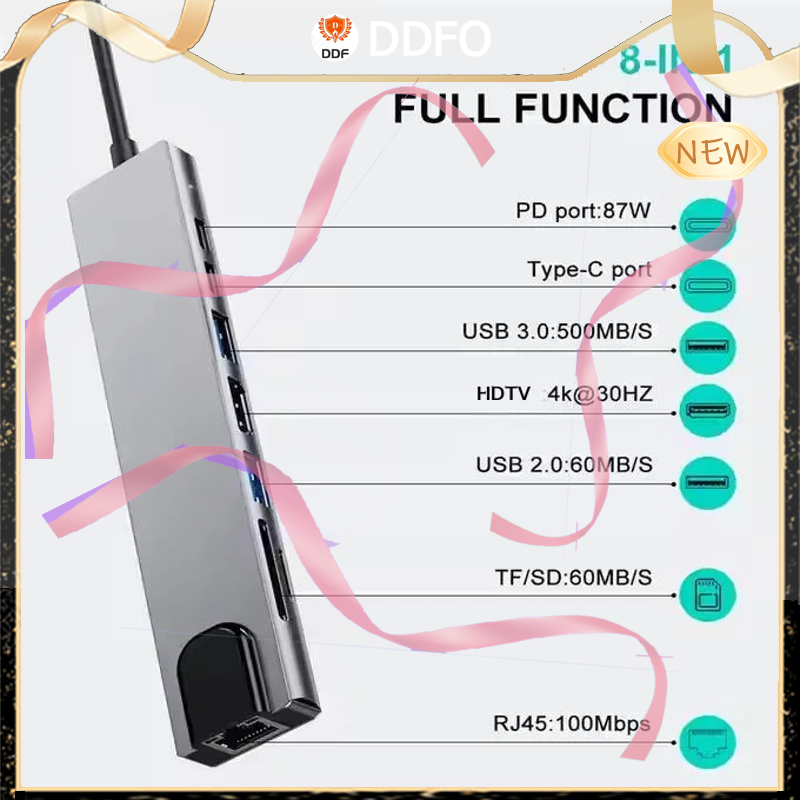 DDF
DDFO
8-IN-1
FULL FUNCTION
NEW
PD port:87W
Type-C port
USB 3.0:500MB/S
HDTV :4k@30HZ
USB 2.0:60MB/S
TF/SD:60MB/S
RJ45:100Mbps